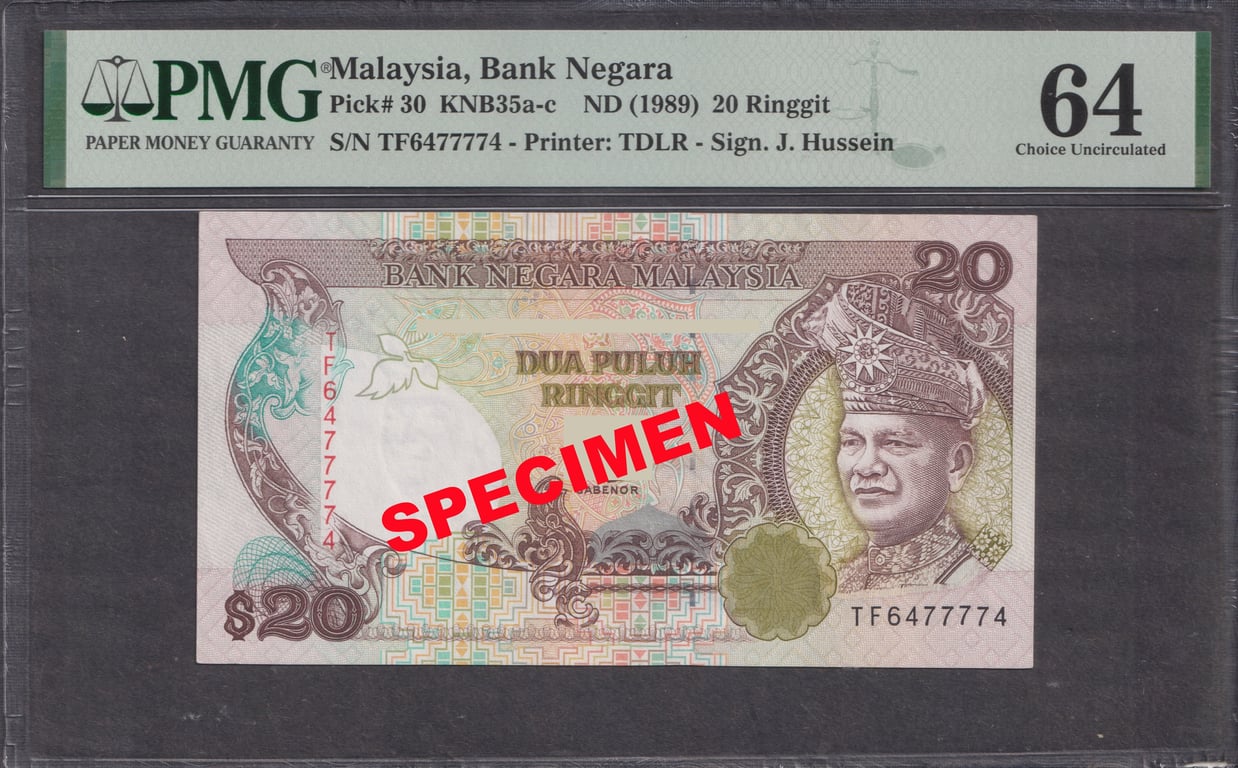 PMG®
PAPER MONEY GUARANTY
Malaysia, Bank Negara
Pick# 30 KNB35a-c ND (1989) 20 Ringgit
S/N TF6477774 - Printer: TDLR - Sign. J. Hussein
64
Choice Uncirculated
BANK NEGARA MALAYSIA
20
TF6477774
DUA PULUH
RINGGIT
SPECIMEN
GABENOR
$20
TF6477774